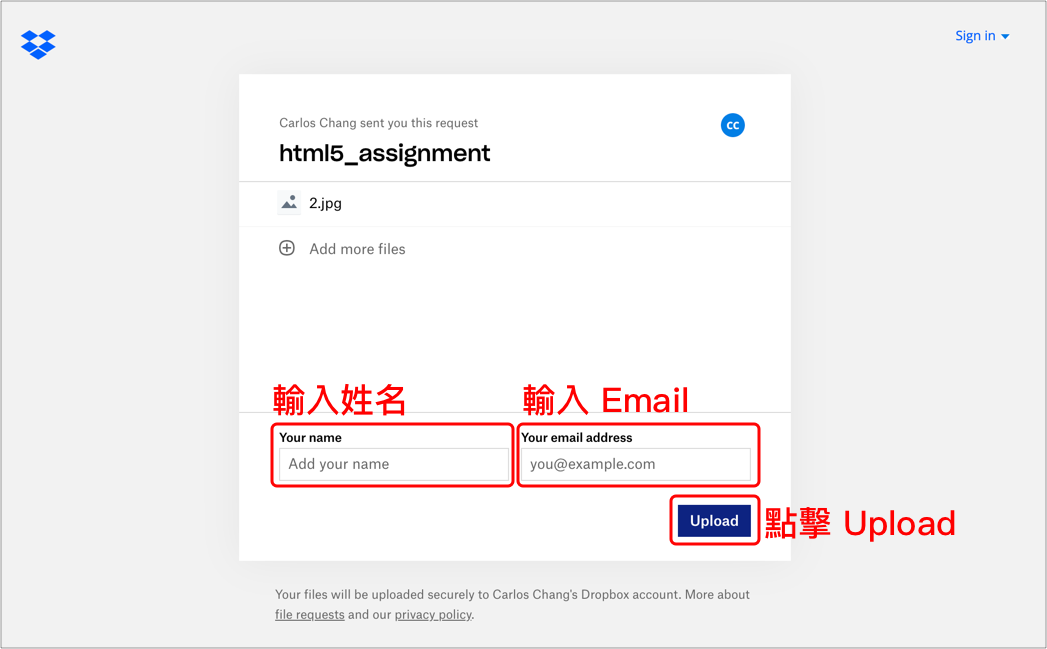 Sign in
Carlos Chang sent you this request
CC
html5_assignment
2.jpg
Add more files
輸入姓名
輸入 Email
Your name
Your email address
Add your name
you@example.com
Upload
點擊 Upload
Your files will be uploaded securely to Carlos Chang's Dropbox account. More about
file requests and our privacy policy.